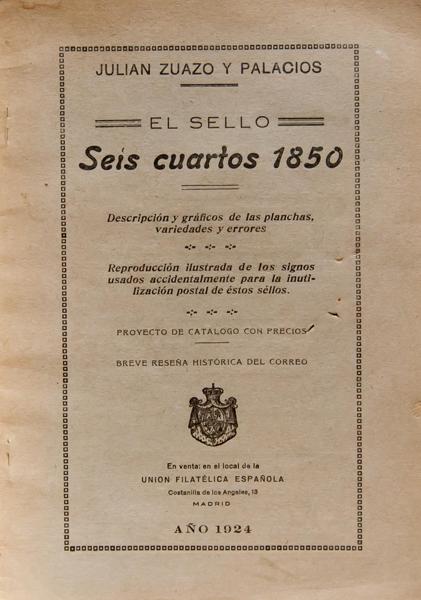 JULIAN ZUAZO Y PALACIOS
EL SELLO
Seis cuartos 1850
Descripción y gráficos de las planchas,
variedades y errores
Reproducción ilustrada de los signos
usados accidentalmente para la inuti-
lización postal de éstos séllos.
PROYECTO DE CATALOGO CON PRECIOS
BREVE RESEÑA HISTÓRICA DEL CORREO
En venta: en el local de la
UNION FILATÉLICA ESPAÑOLA
Costanilla de los Angeles, 13
MADRID
AÑO 1924